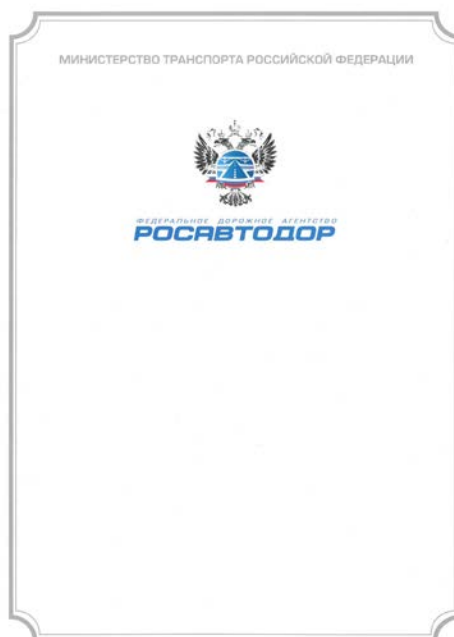 МИНИСТЕРСТВО ТРАНСПОРТА РОССИЙСКОЙ ФЕДЕРАЦИИ
ФЕДЕРАЛЬНОЕ ДОРОЖНОЕ АГЕНТСТВО
РОСАВТОДОР